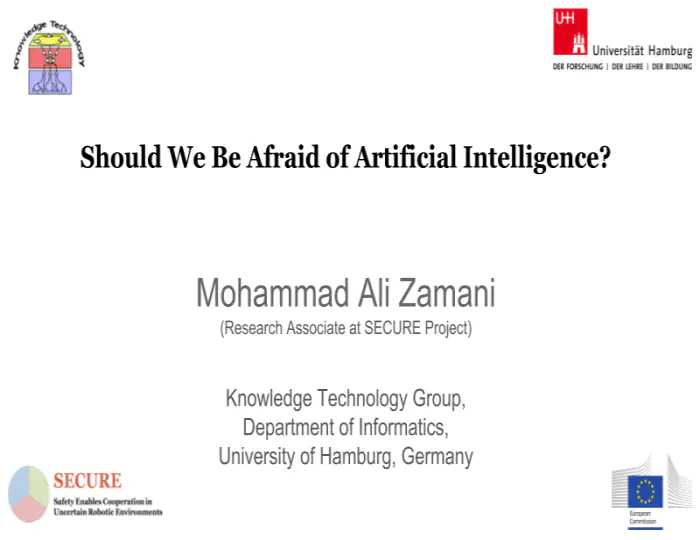 Knowledge Technology
UH
Universität Hamburg
DER FORSCHUNG | DER LEHRE | DER BILDUNG
Should We Be Afraid of Artificial Intelligence?
Mohammad Ali Zamani
(Research Associate at SECURE Project)
Knowledge Technology Group,
Department of Informatics,
University of Hamburg, Germany
SECURE
Safety Enables Cooperation in
Uncertain Robotic Environments
European
Commission